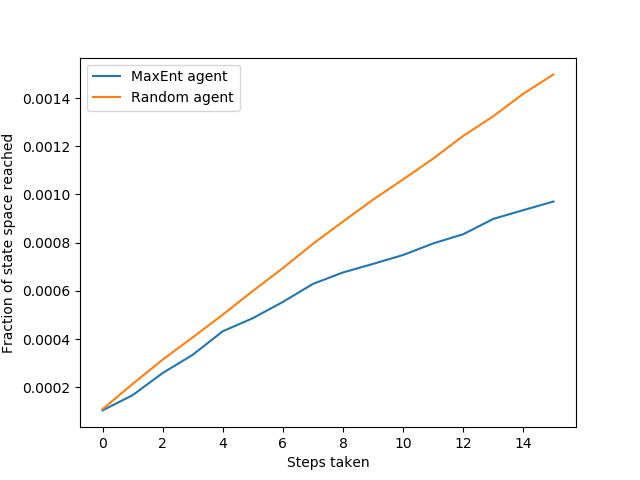 MaxEnt agent
Random agent
Fraction of state space reached
0.0014
0.0012
0.0010
0.0008
0.0006
0.0004
0.0002
0 2 4 6 8 10 12 14
Steps taken